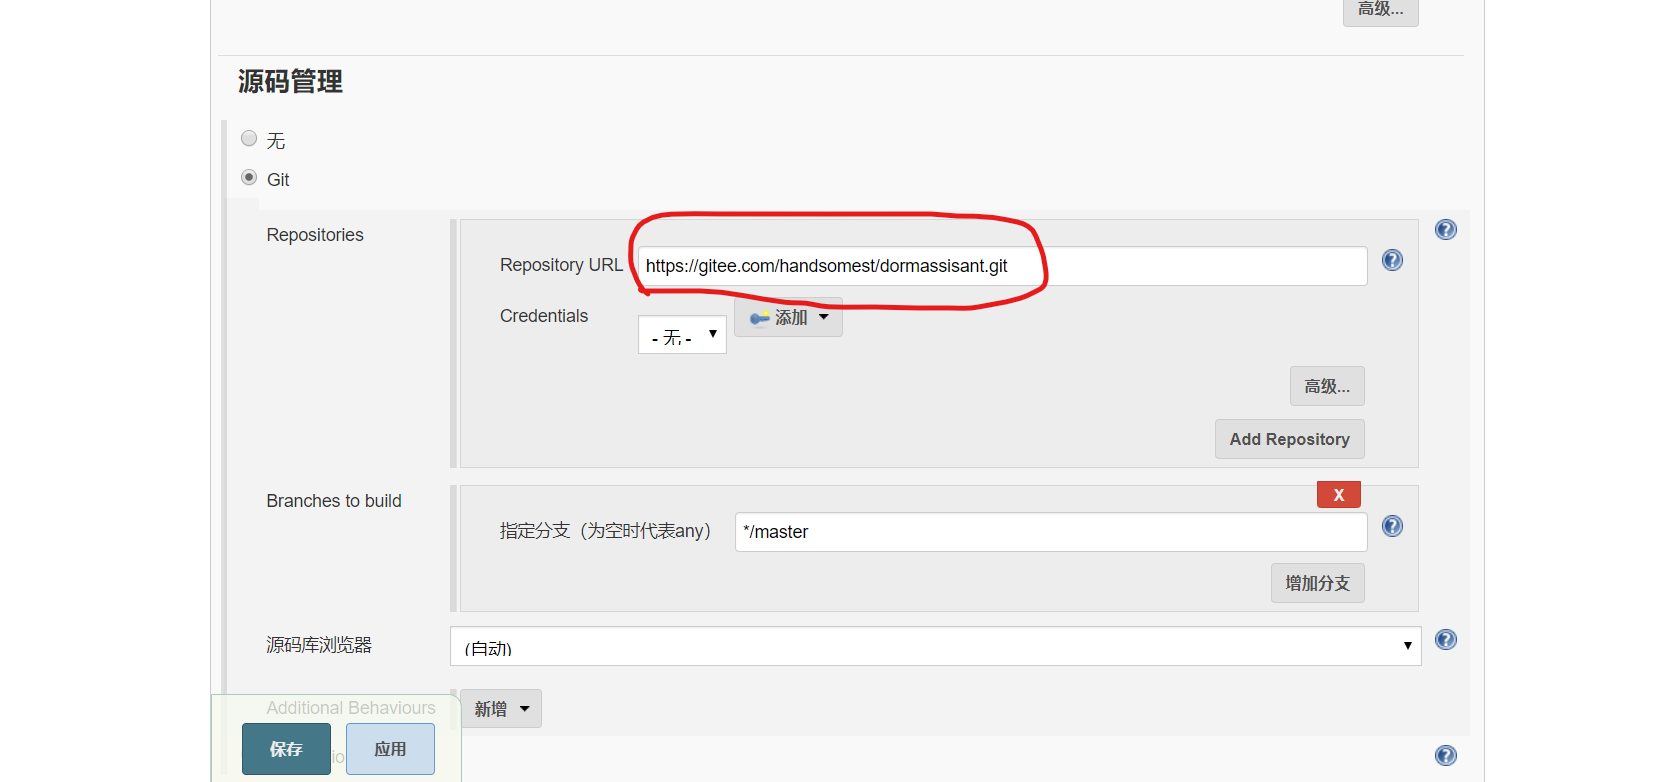 高级...
源码管理
无
Git
Repositories
Repository URL https://gitee.com/handsomest/dormassisant.git
Credentials
- 无 -
添加
高级...
Add Repository
Branches to build
X
指定分支（为空时代表any） */master
增加分支
源码库浏览器
(自动)
Additional Behaviours
新增
保存
应用